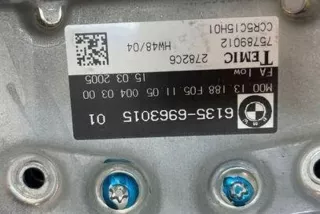 6135-6963015 01
M00 13 188 F05 11 05 004 03 00
FA low 15 03 2005
TEMIC 2782C6 HW48/04
75789012
CCR5C15H01